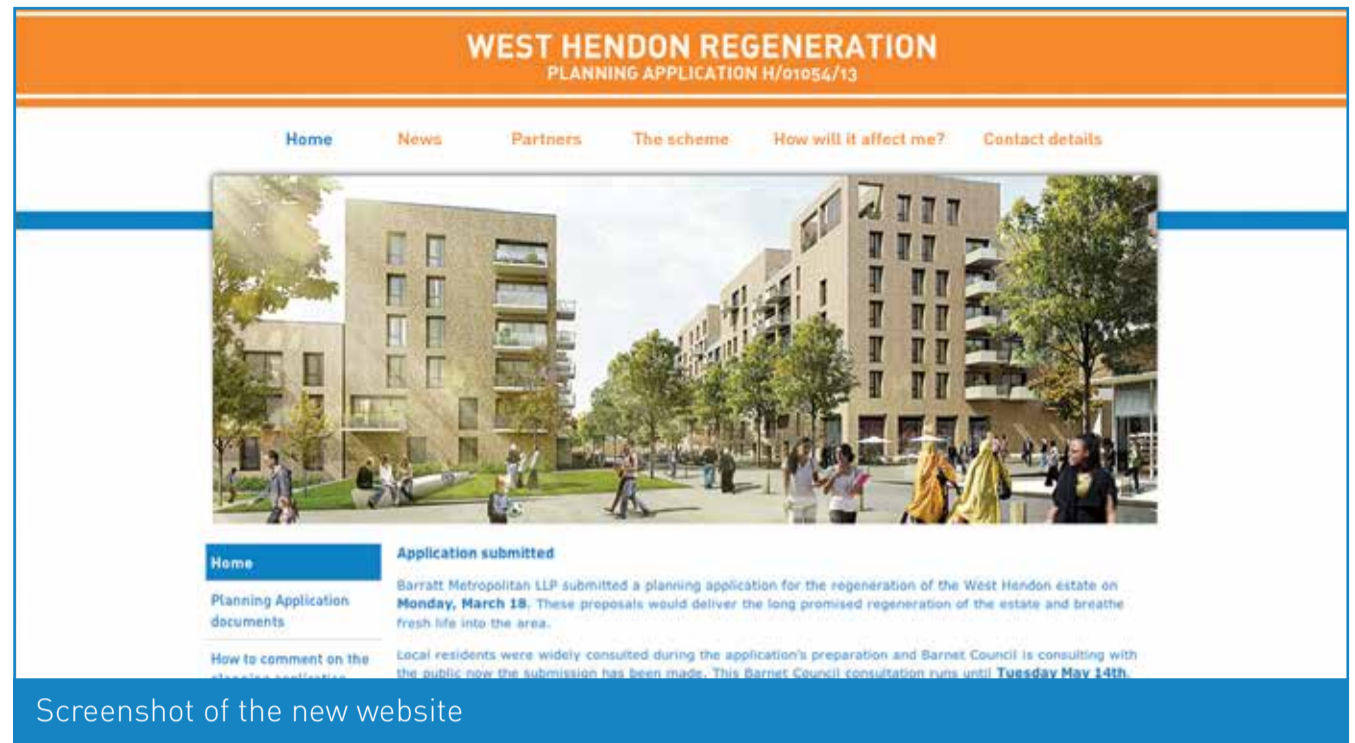 WEST HENDON REGENERATION
PLANNING APPLICATION H/01054/13
Home News Partners The scheme How will it affect me? Contact details
Home
Planning Application
documents
How to comment on the
planning application
Application submitted
Barratt Metropolitan LLP submitted a planning application for the regeneration of the West Hendon estate on
Monday, March 18. These proposals would deliver the long promised regeneration of the estate and breathe
fresh life into the area.
Local residents were widely consulted during the application's preparation and Barnet Council is consulting with
the public now the submission has been made. This Barnet Council consultation runs until Tuesday May 14th.
Screenshot of the new website